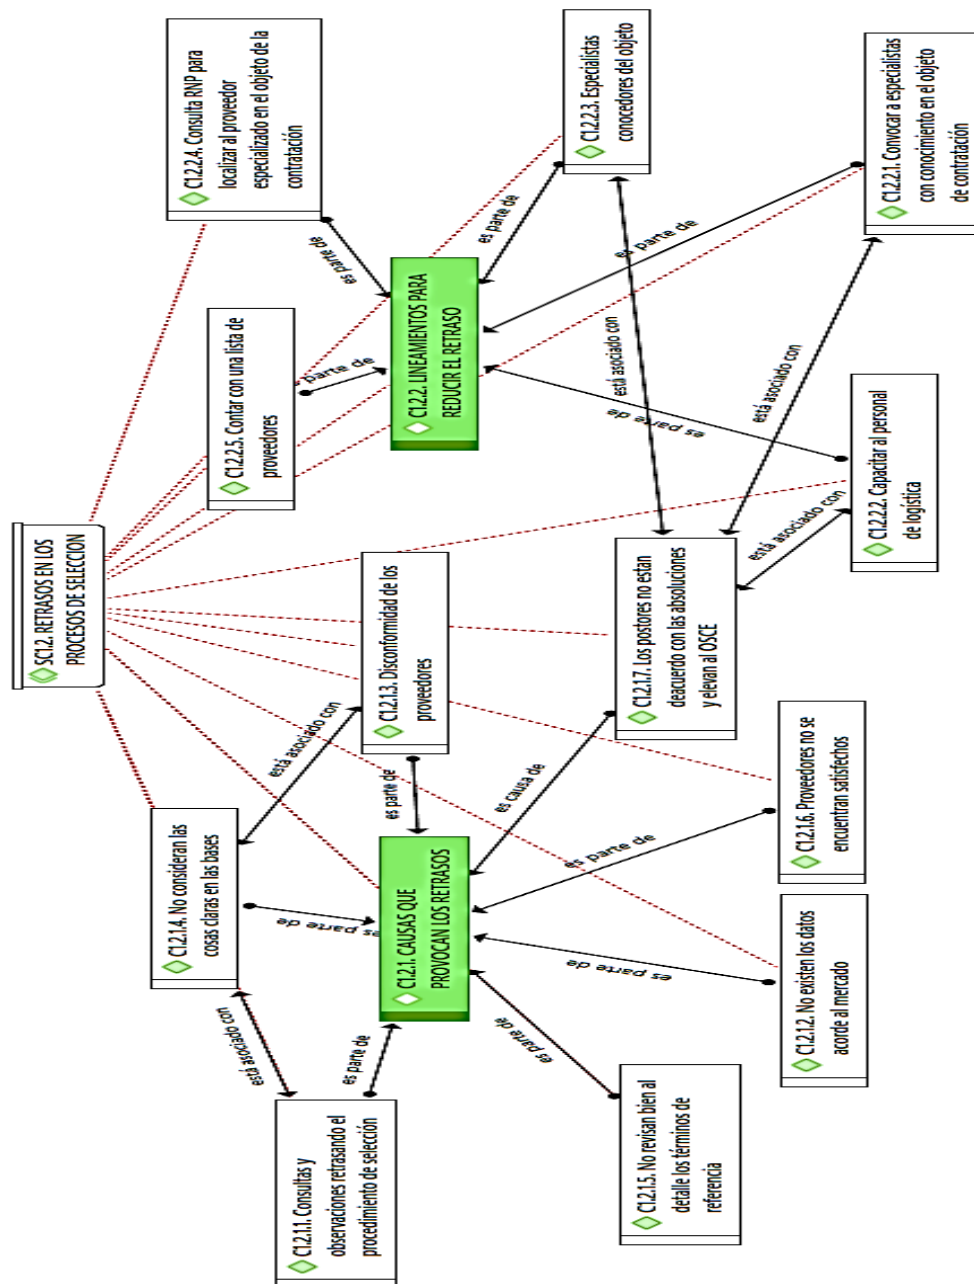 SC1.2. RETRASOS EN LOS
PROCESOS DE SELECCION
C1.2.1.4. No consideran las
cosas claras en las bases
está asociado con
C1.2.1.3. Disconformidad de los
proveedores
C1.2.2.5. Contar con una lista de
proveedores
C1.2.2.4. Consulta RNP para
localizar al proveedor
especializado en el objeto de la
contratación
está asociado con
es parte de
es parte de
parte de
es parte de
C1.2.1.1. Consultas y
observaciones retrasando el
procedimiento de selección
es parte de
C1.2.1. CAUSAS QUE
PROVOCAN LOS RETRASOS
C1.2.2. LINEAMIENTOS PARA
REDUCIR EL RETRASO
es parte de
C1.2.2.3. Especialistas
conocedores del objeto
es parte de
es parte de
es parte de
es causa de
es parte de
está asociado con
es parte de
C1.2.1.5. No revisan bien al
detalle los términos de
referencia
C1.2.1.2. No existen los datos
acorde al mercado
C1.2.1.6. Proveedores no se
encuentran satisfechos
C1.2.1.7. Los postores no estan
deacuerdo con las absoluciones
y elevan al OSCE
está asociado con
está asociado con
C1.2.2.2. Capacitar al personal
de logística
C1.2.2.1. Convocar a especialistas
con conocimiento en el objeto
de contratación